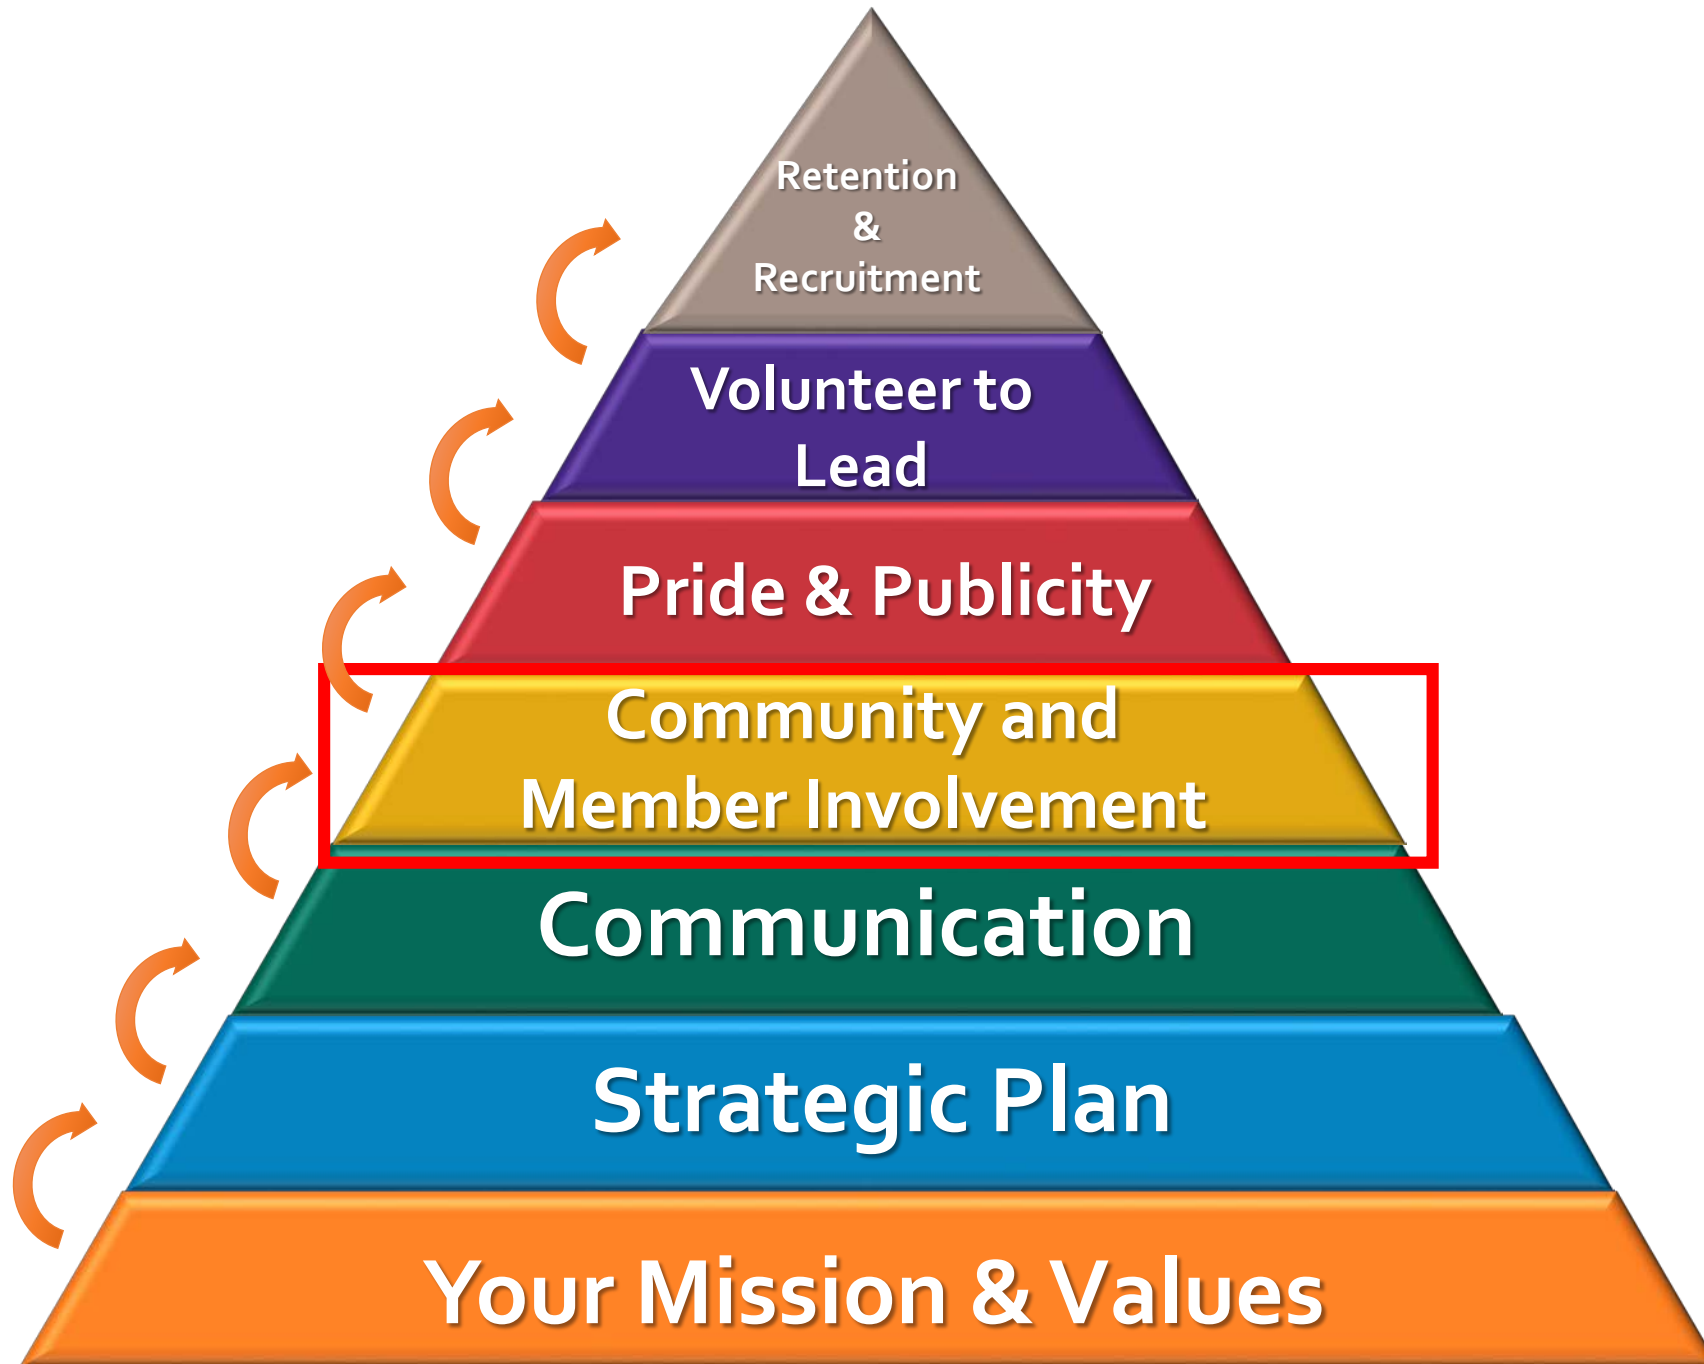 Retention
&
Recruitment
Volunteer to
Lead
Pride & Publicity
Community and
Member Involvement
Communication
Strategic Plan
Your Mission & Values